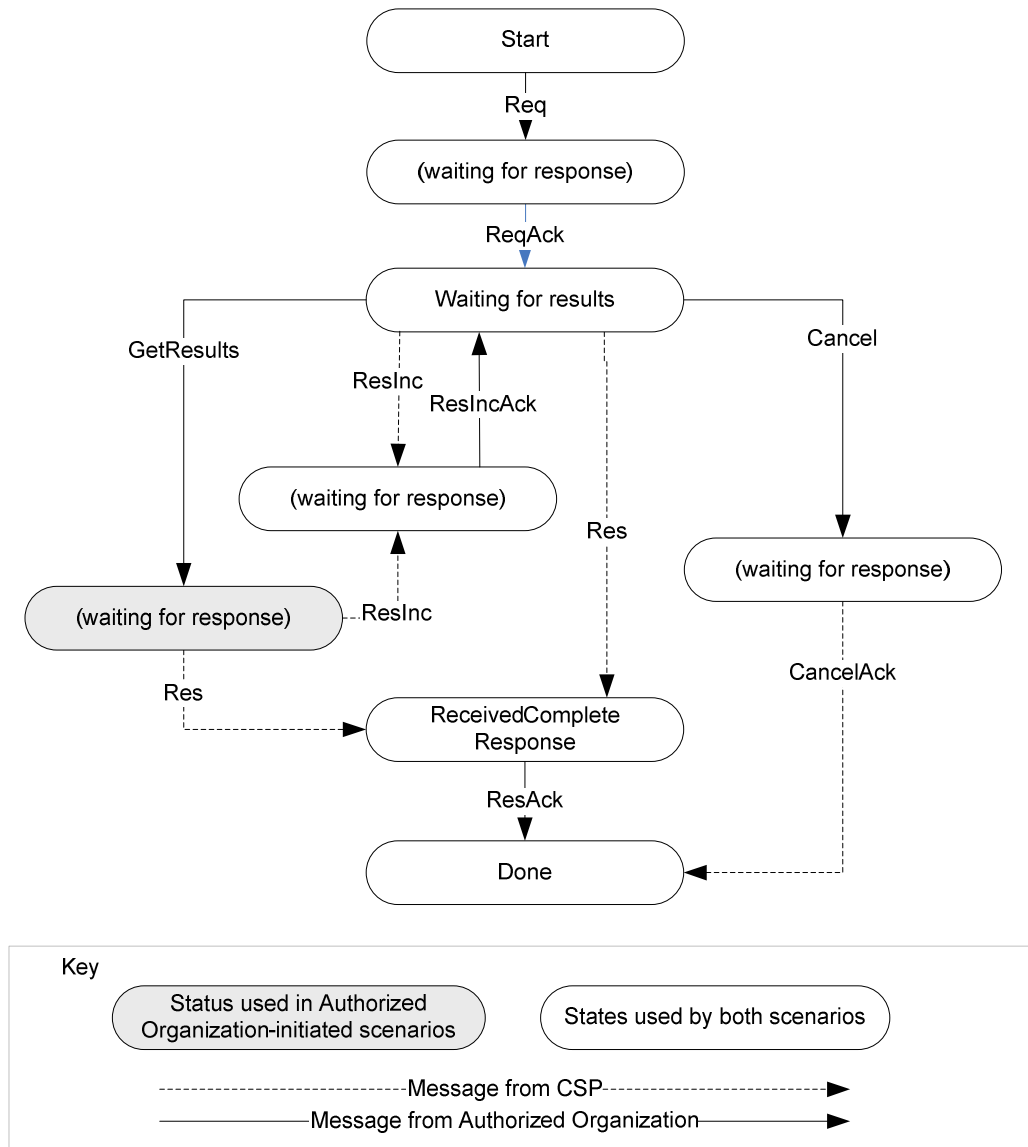 Start
Req
(waiting for response)
ReqAck
Waiting for results
GetResults
Cancel
ResInc
ResIncAck
(waiting for response)
Res
(waiting for response)
(waiting for response)
ResInc
Res
CancelAck
ReceivedComplete
Response
ResAck
Done
Key
Status used in Authorized
Organization-initiated scenarios
States used by both scenarios
Message from CSP
Message from Authorized Organization